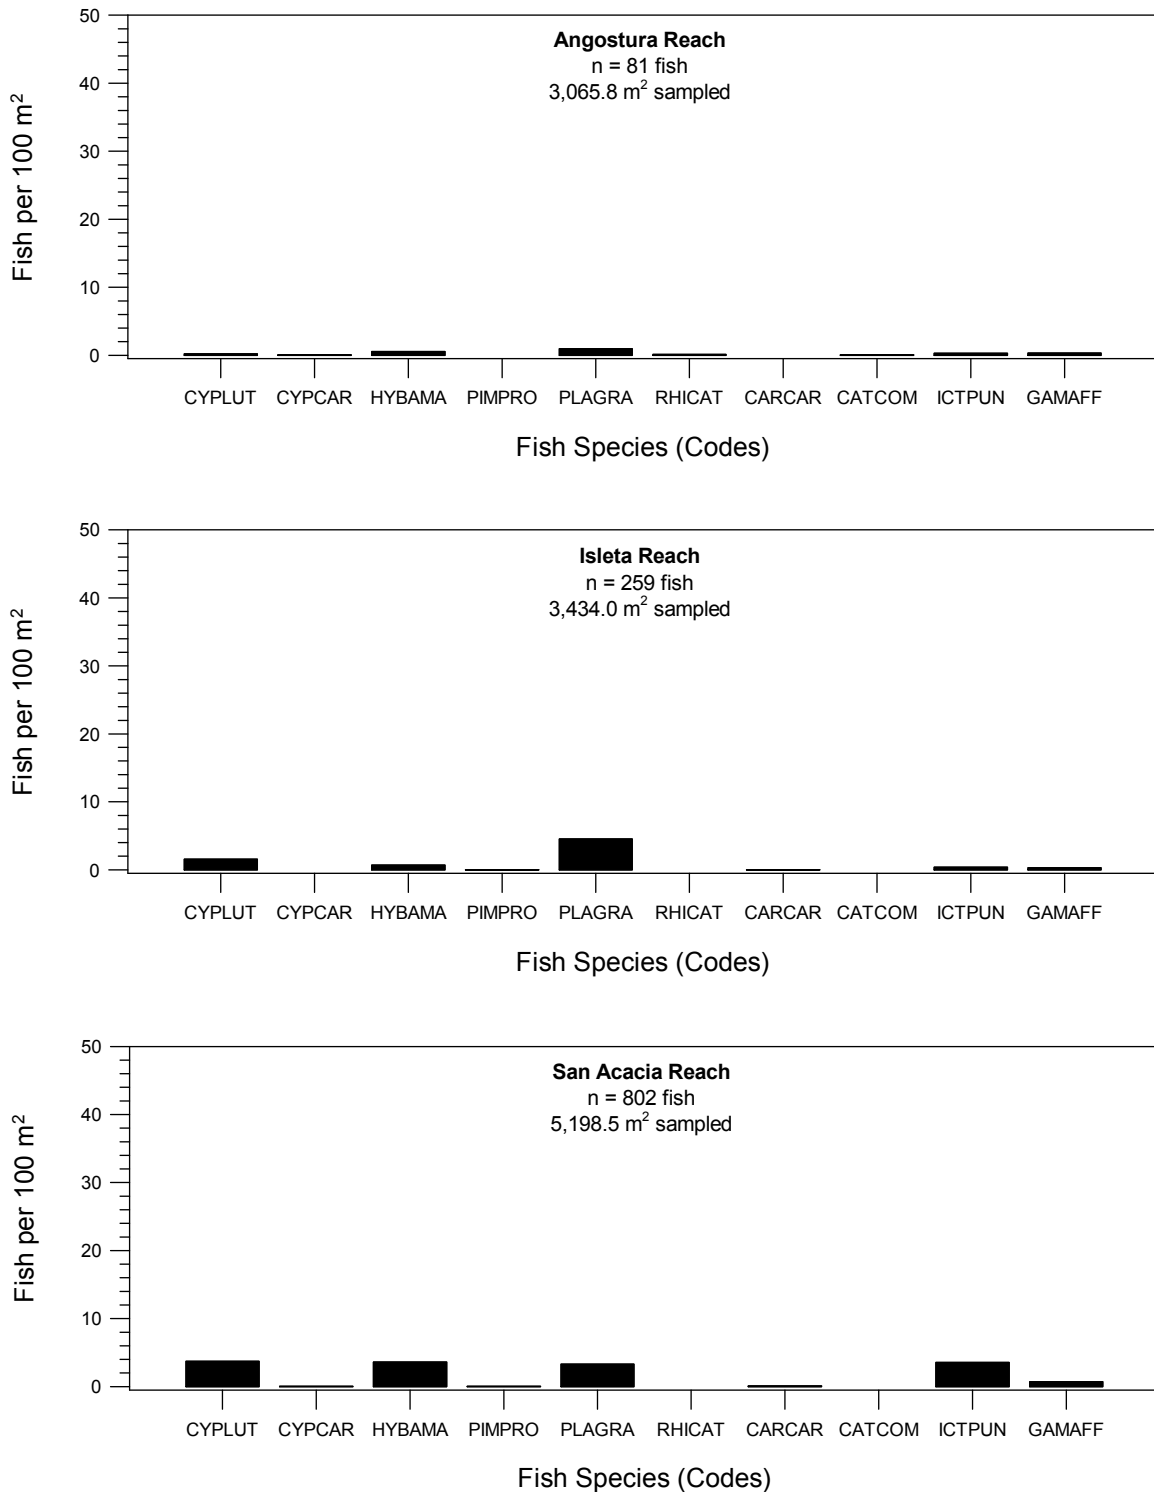 Angostura Reach
n = 81 fish
3,065.8 m² sampled
Fish per 100 m²
50
40
30
20
10
0
CYPLUT CYPCAR HYBAMA PIMPRO PLAGRA RHICAT CARCAR CATCOM ICTPUN GAMAFF
Fish Species (Codes)
Isleta Reach
n = 259 fish
3,434.0 m² sampled
Fish per 100 m²
50
40
30
20
10
0
CYPLUT CYPCAR HYBAMA PIMPRO PLAGRA RHICAT CARCAR CATCOM ICTPUN GAMAFF
Fish Species (Codes)
San Acacia Reach
n = 802 fish
5,198.5 m² sampled
Fish per 100 m²
50
40
30
20
10
0
CYPLUT CYPCAR HYBAMA PIMPRO PLAGRA RHICAT CARCAR CATCOM ICTPUN GAMAFF
Fish Species (Codes)